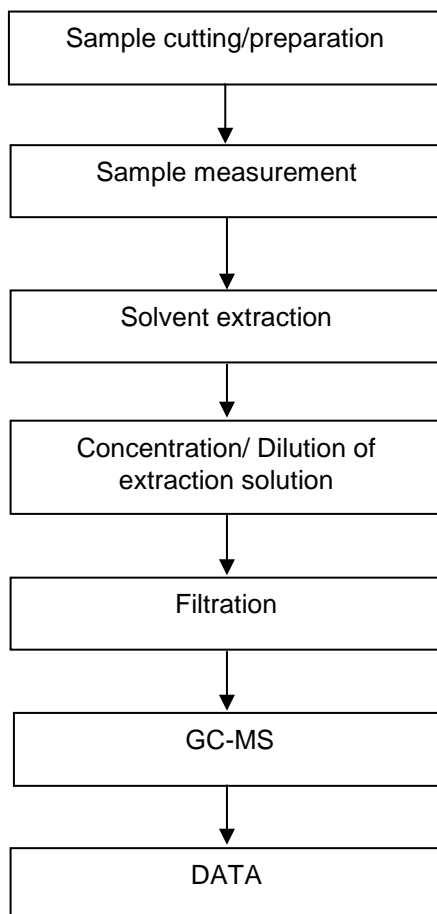 Sample cutting/preparation
Sample measurement
Solvent extraction
Concentration/ Dilution of
extraction solution
Filtration
GC-MS
DATA